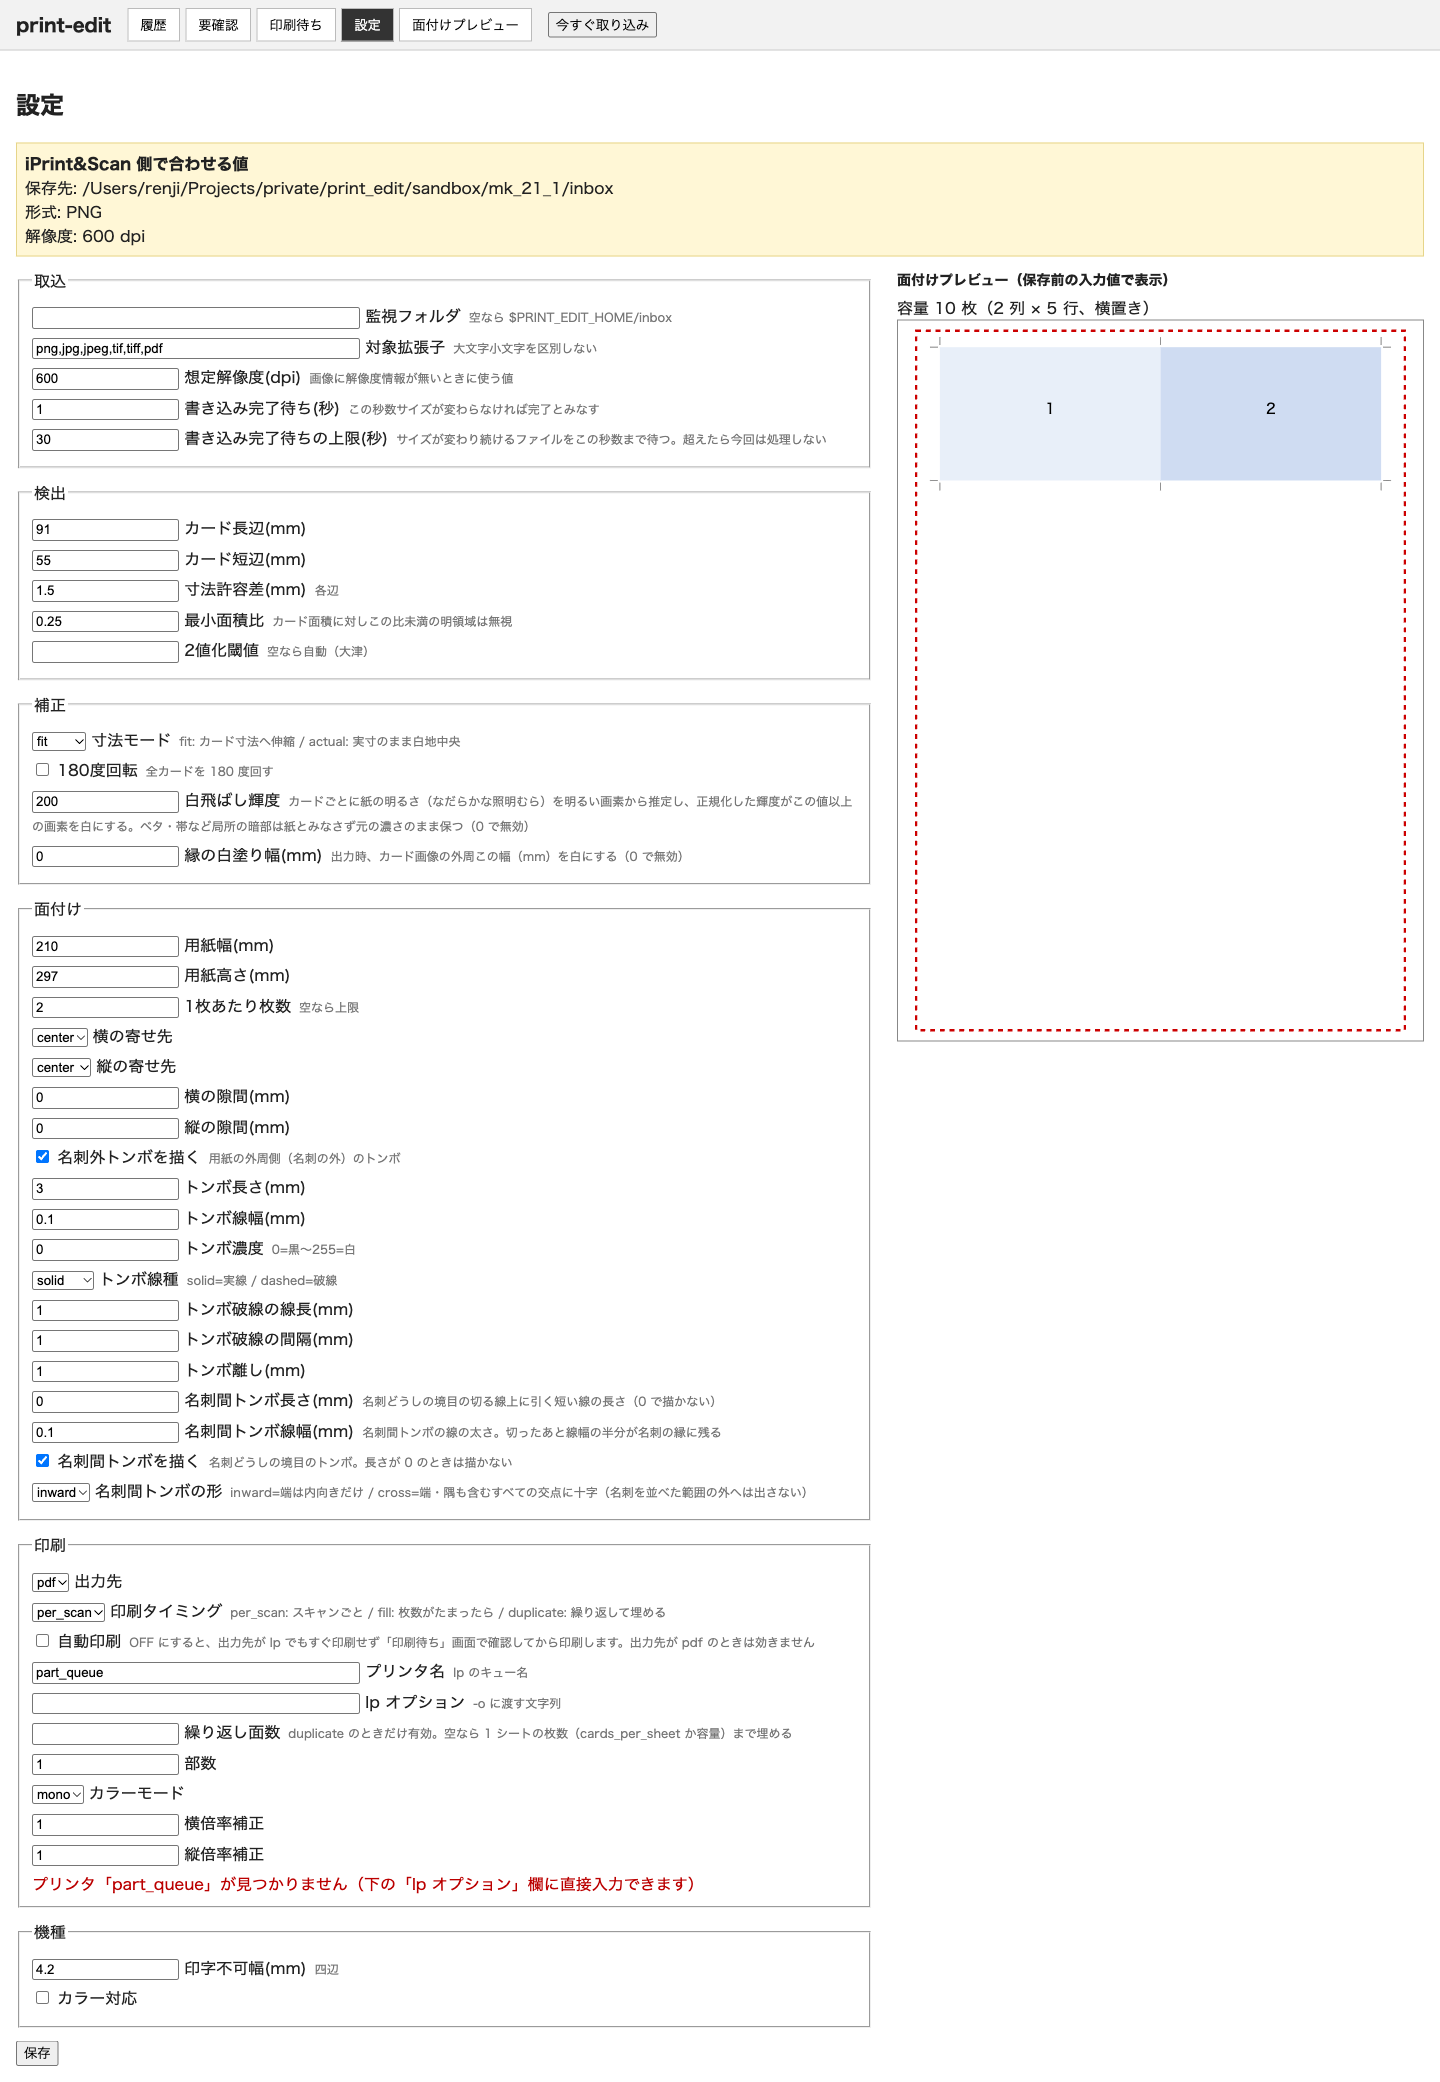 print-edit 履歴 要確認 印刷待ち 設定 面付けプレビュー 今すぐ取り込み
設定
iPrint&Scan 側で合わせる値
保存先: /Users/renji/Projects/private/print_edit/sandbox/mk_21_1/inbox
形式: PNG
解像度: 600 dpi
取込
監視フォルダ 空なら $PRINT_EDIT_HOME/inbox
png,jpg,jpeg,tif,tiff,pdf 対象拡張子 大文字小文字を区別しない
600 想定解像度(dpi) 画像に解像度情報が無いときに使う値
1 書き込み完了待ち(秒) この秒数サイズが変わらなければ完了とみなす
30 書き込み完了待ちの上限(秒) サイズが変わり続けるファイルをこの秒数まで待つ。超えたら今回は処理しない
検出
91 カード長辺(mm)
55 カード短辺(mm)
1.5 寸法許容差(mm) 各辺
0.25 最小面積比 カード面積に対しこの比未満の明領域は無視
2値化閾値 空なら自動（大津）
補正
fit 寸法モード fit: カード寸法へ伸縮 / actual: 実寸のまま白地中央
180度回転 全カードを 180 度回す
200 白飛ばし輝度 カードごとに紙の明るさ（なだらかな照明むら）を明るい画素から推定し、正規化した輝度がこの値以上
の画素を白にする。ベタ・帯など局所の暗部は紙とみなさず元の濃さのまま保つ（0 で無効）
0 縁の白塗り幅(mm) 出力時、カード画像の外周この幅（mm）を白にする（0 で無効）
面付け
210 用紙幅(mm)
297 用紙高さ(mm)
2 1枚あたり枚数 空なら上限
center 横の寄せ先
center 縦の寄せ先
0 横の隙間(mm)
0 縦の隙間(mm)
名刺外トンボを描く 用紙の外周側（名刺の外）のトンボ
3 トンボ長さ(mm)
0.1 トンボ線幅(mm)
0 トンボ濃度 0=黒〜255=白
solid トンボ線種 solid=実線 / dashed=破線
1 トンボ破線の線長(mm)
1 トンボ破線の間隔(mm)
1 トンボ離し(mm)
0 名刺間トンボ長さ(mm) 名刺どうしの境目の切る線上に引く短い線の長さ（0 で描かない）
0.1 名刺間トンボ線幅(mm) 名刺間トンボの線の太さ。切ったあと線幅の半分が名刺の縁に残る
名刺間トンボを描く 名刺どうしの境目のトンボ。長さが 0 のときは描かない
inward 名刺間トンボの形 inward=端は内向きだけ / cross=端・隅も含むすべての交点に十字（名刺を並べた範囲の外へは出さない）
印刷
pdf 出力先
per_scan 印刷タイミング per_scan: スキャンごと / fill: 枚数がたまったら / duplicate: 繰り返して埋める
自動印刷 OFF にすると、出力先が lp でもすぐ印刷せず「印刷待ち」画面で確認してから印刷します。出力先が pdf のときは効きません
part_queue プリンタ名 lp のキュー名
lp オプション -o に渡す文字列
繰り返し面数 duplicate のときだけ有効。空なら 1 シートの枚数（cards_per_sheet か容量）まで埋める
1 部数
mono カラーモード
1 横倍率補正
1 縦倍率補正
プリンタ「part_queue」が見つかりません（下の「lp オプション」欄に直接入力できます）
機種
4.2 印字不可幅(mm) 四辺
カラー対応
保存
面付けプレビュー（保存前の入力値で表示）
容量 10 枚（2 列 × 5 行、横置き）
1 2